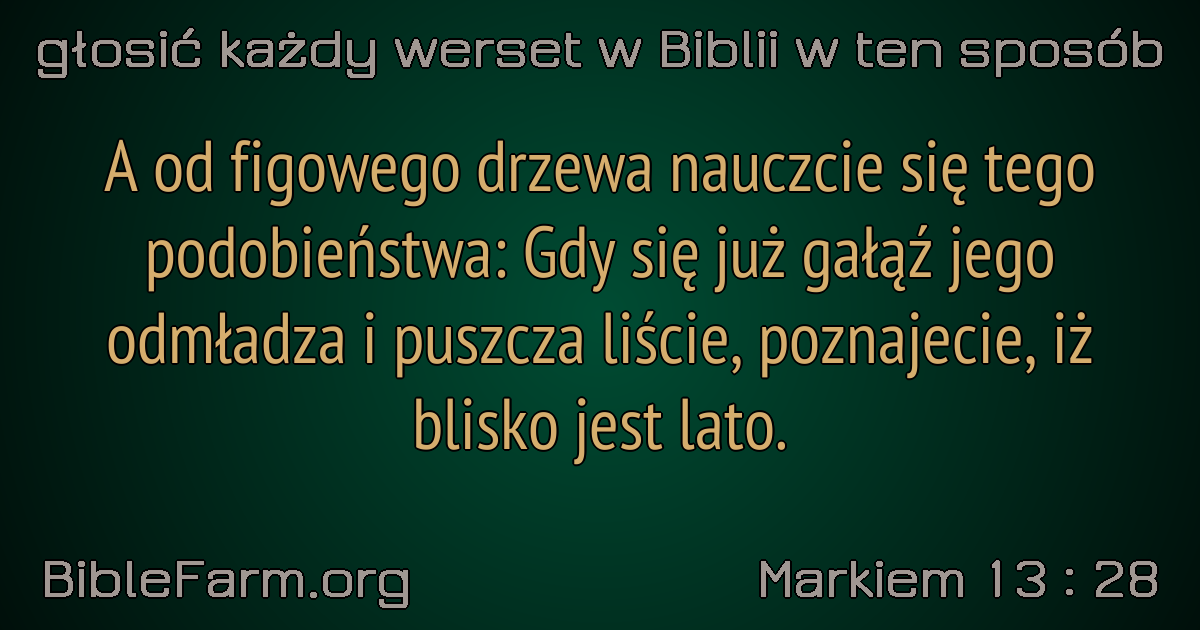 głosić każdy werset w Biblii w ten sposób
A od figowego drzewa nauczcie się tego
podobieństwa: Gdy się już gałąź jego
odmładza i puszcza liście, poznajecie, iż
blisko jest lato.
BibleFarm.org
Markiem 13 : 28